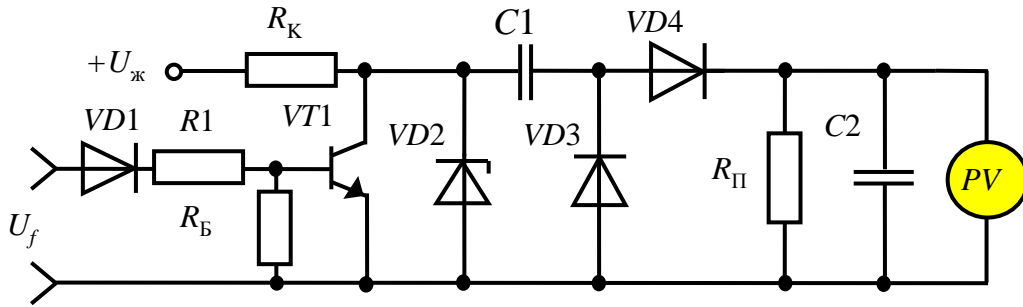 R_К
C1
VD4
+U_ж
VD1
R1
VT1
VD2
VD3
C2
R_П
PV
R_Б
U_f